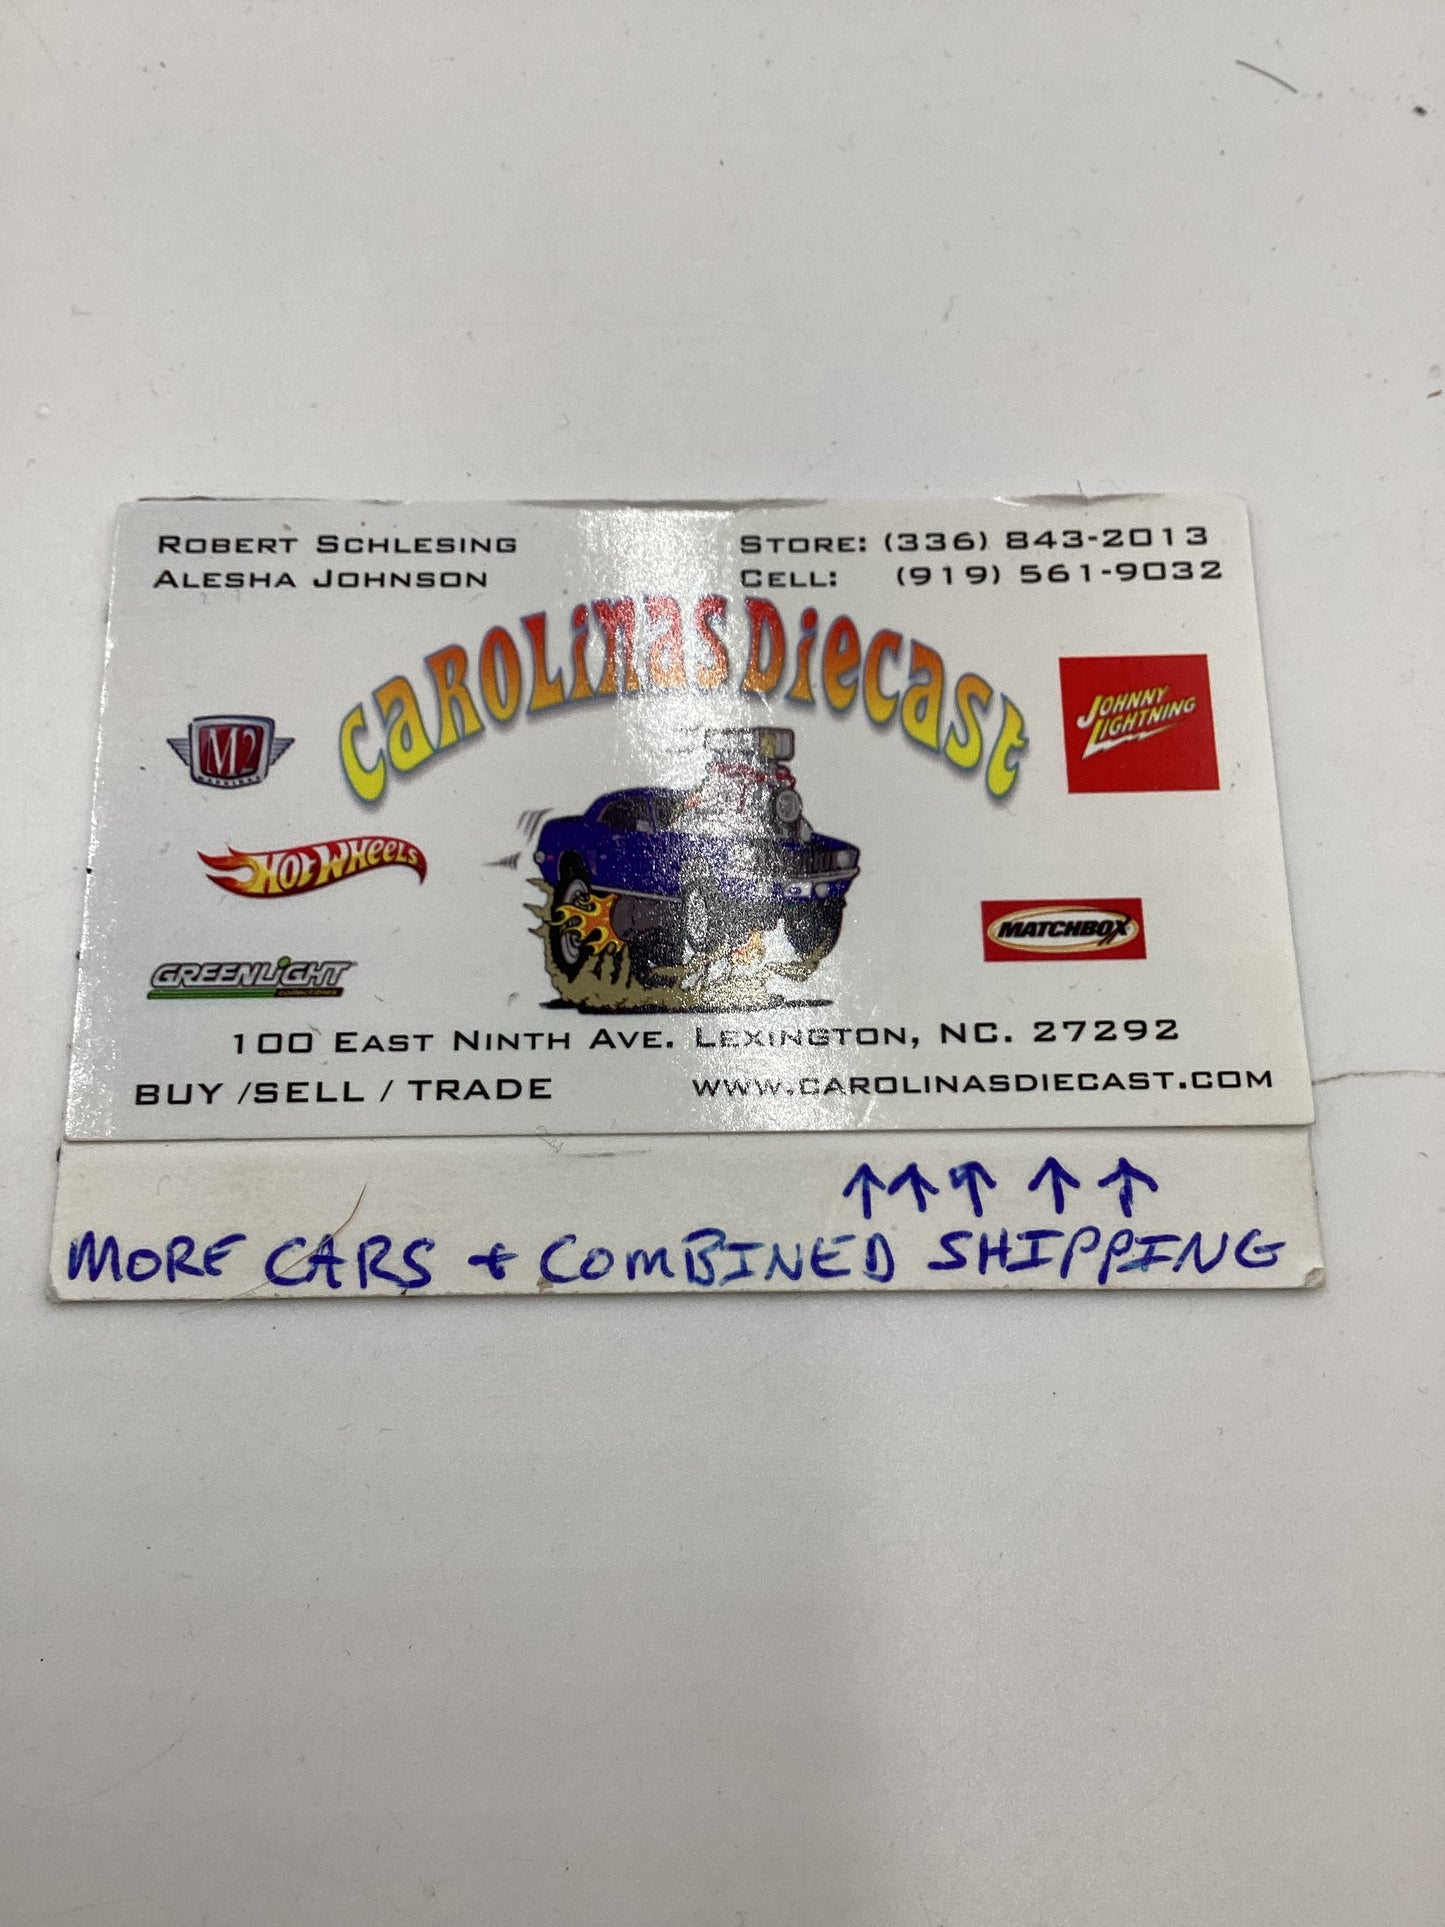 ROBERT SCHLESING
ALESHA JOHNSON
STORE: (336) 843-2013
CELL: (919) 561-9032
CAROLINAS DIECAST
M2
MACHINES
JOHNNY
LIGHTNING
HOT WHEELS
MATCHBOX
GREENLIGHT
COLLECTIBLES
100 EAST NINTH AVE. LEXINGTON, NC. 27292
BUY /SELL / TRADE
WWW.CAROLINASDIECAST.COM
↑↑↑↑↑
MORE CARS + COMBINED SHIPPING